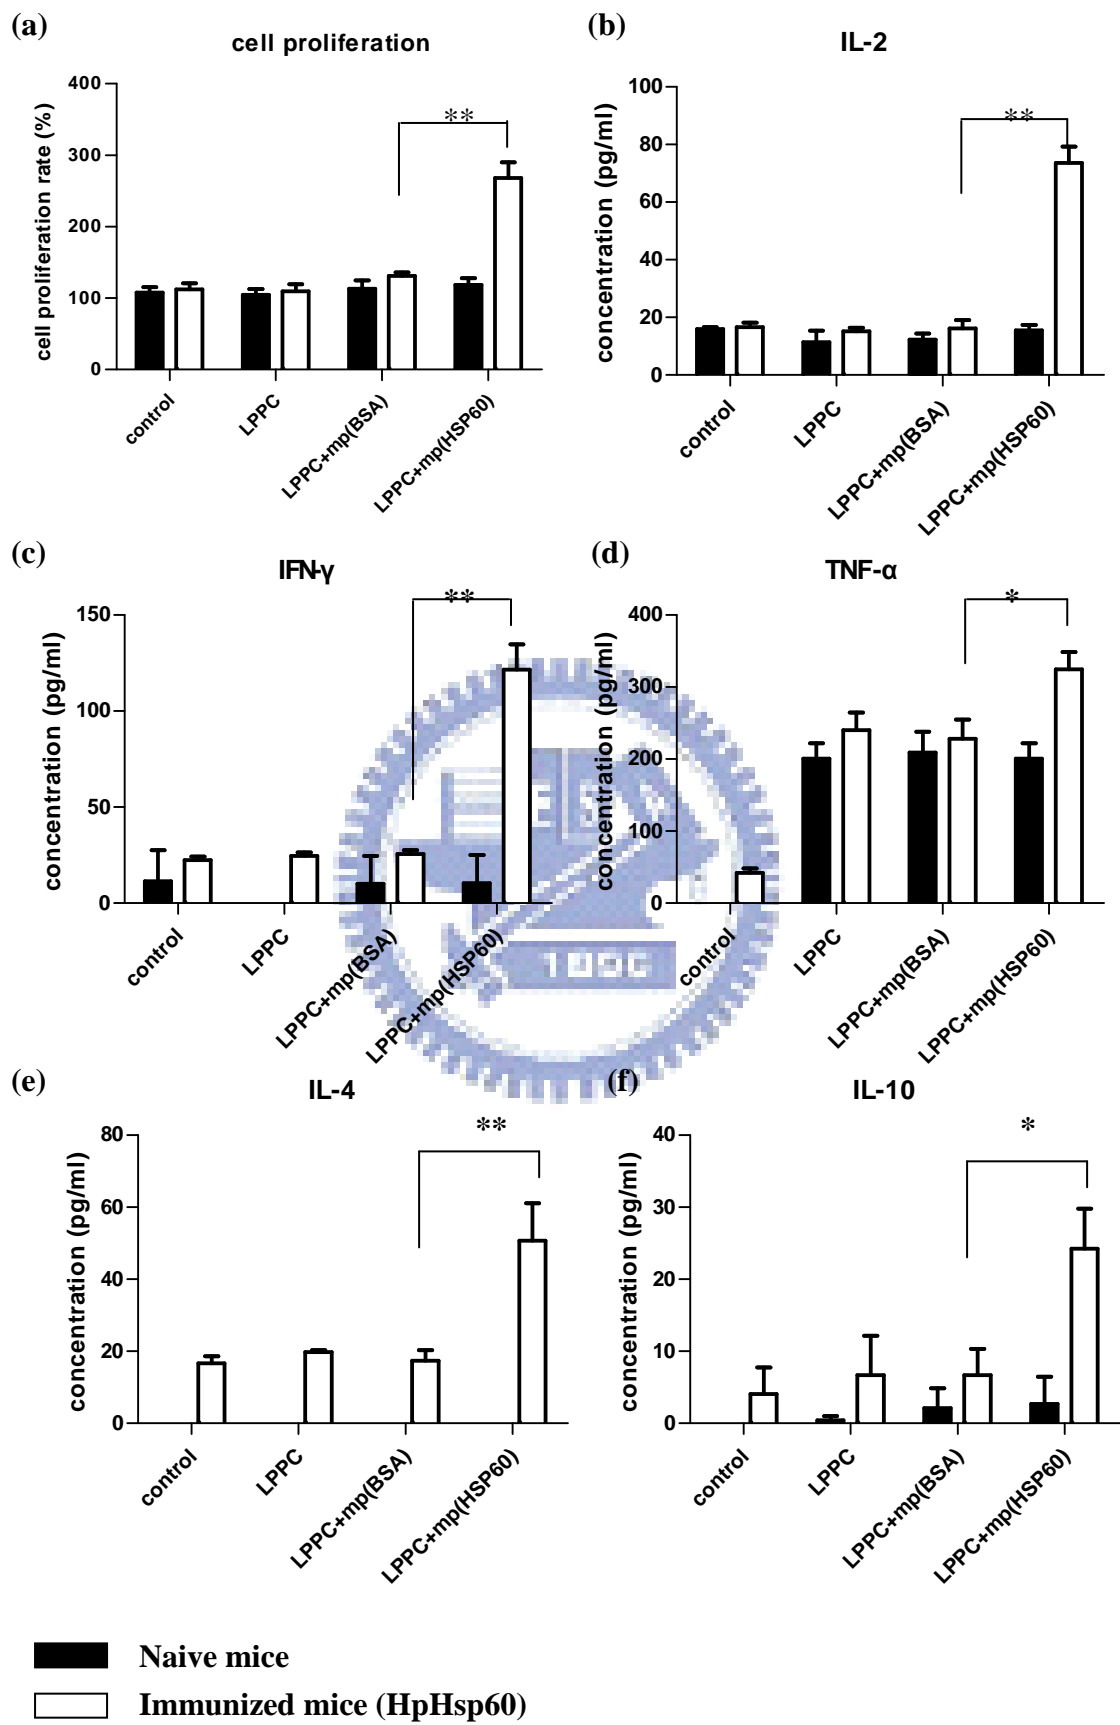 (a)
cell proliferation
cell proliferation rate (%)
400
300
200
100
0
**
control
LPPC
LPPC+mp(BSA)
LPPC+mp(HSP60)
(b)
IL-2
concentration (pg/ml)
100
80
60
40
20
0
**
control
LPPC
LPPC+mp(BSA)
LPPC+mp(HSP60)
(c)
IFN-γ
concentration (pg/ml)
150
100
50
0
**
control
LPPC
LPPC+mp(BSA)
LPPC+mp(HSP60)
(d)
TNF-α
concentration (pg/ml)
400
300
200
100
0
*
control
LPPC
LPPC+mp(BSA)
LPPC+mp(HSP60)
(e)
IL-4
concentration (pg/ml)
80
60
40
20
0
**
control
LPPC
LPPC+mp(BSA)
LPPC+mp(HSP60)
(f)
IL-10
concentration (pg/ml)
40
30
20
10
0
*
control
LPPC
LPPC+mp(BSA)
LPPC+mp(HSP60)
Naive mice
Immunized mice (HpHsp60)